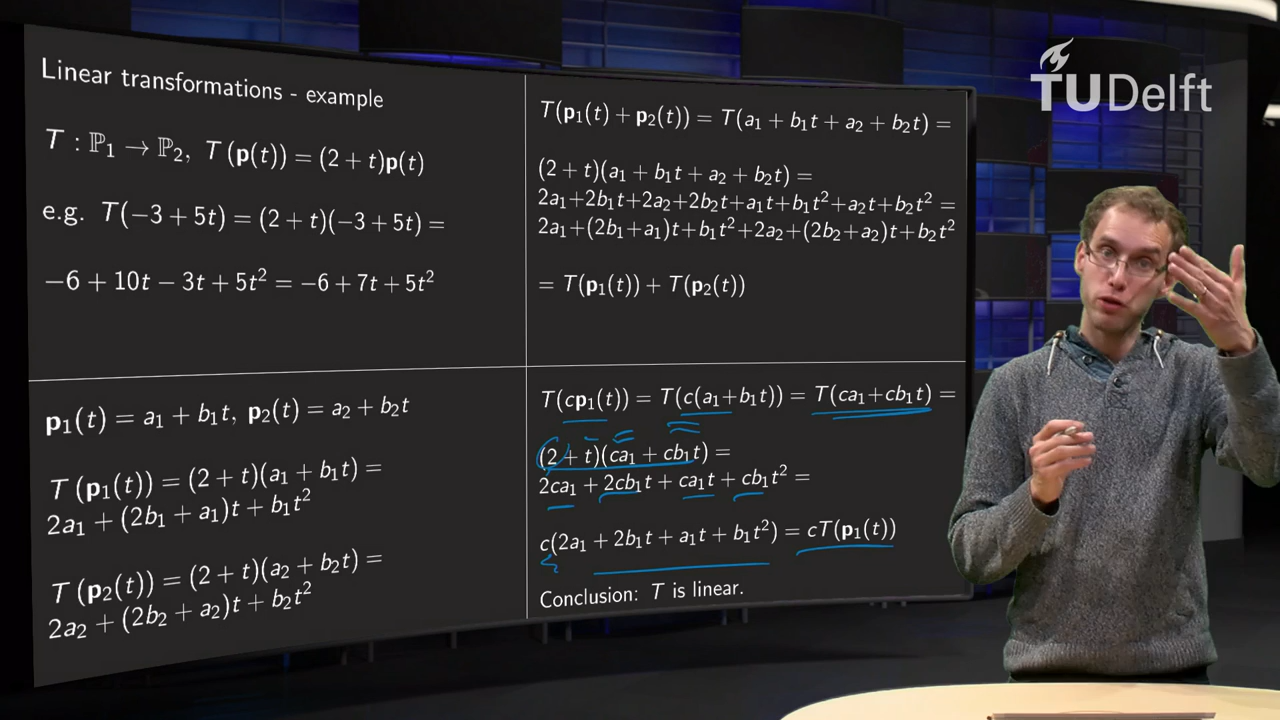 Linear transformations - example
T : ℙ₁ → ℙ₂, T(p(t)) = (2 + t)p(t)
e.g. T(−3 + 5t) = (2 + t)(−3 + 5t) =
−6 + 10t − 3t + 5t² = −6 + 7t + 5t²
T(p₁(t) + p₂(t)) = T(a₁ + b₁t + a₂ + b₂t) =
(2 + t)(a₁ + b₁t + a₂ + b₂t) =
2a₁+2b₁t+2a₂+2b₂t+a₁t+b₁t²+a₂t+b₂t² =
2a₁+(2b₁+a₁)t+b₁t²+2a₂+(2b₂+a₂)t+b₂t²
= T(p₁(t)) + T(p₂(t))
p₁(t) = a₁ + b₁t, p₂(t) = a₂ + b₂t
T(p₁(t)) = (2 + t)(a₁ + b₁t) =
2a₁ + (2b₁ + a₁)t + b₁t²
T(p₂(t)) = (2 + t)(a₂ + b₂t) =
2a₂ + (2b₂ + a₂)t + b₂t²
T(cp₁(t)) = T(c(a₁+b₁t)) = T(ca₁+cb₁t) =
(2 + t)(ca₁ + cb₁t) =
2ca₁ + 2cb₁t + ca₁t + cb₁t² =
c(2a₁ + 2b₁t + a₁t + b₁t²) = cT(p₁(t))
Conclusion: T is linear.
TUDelft